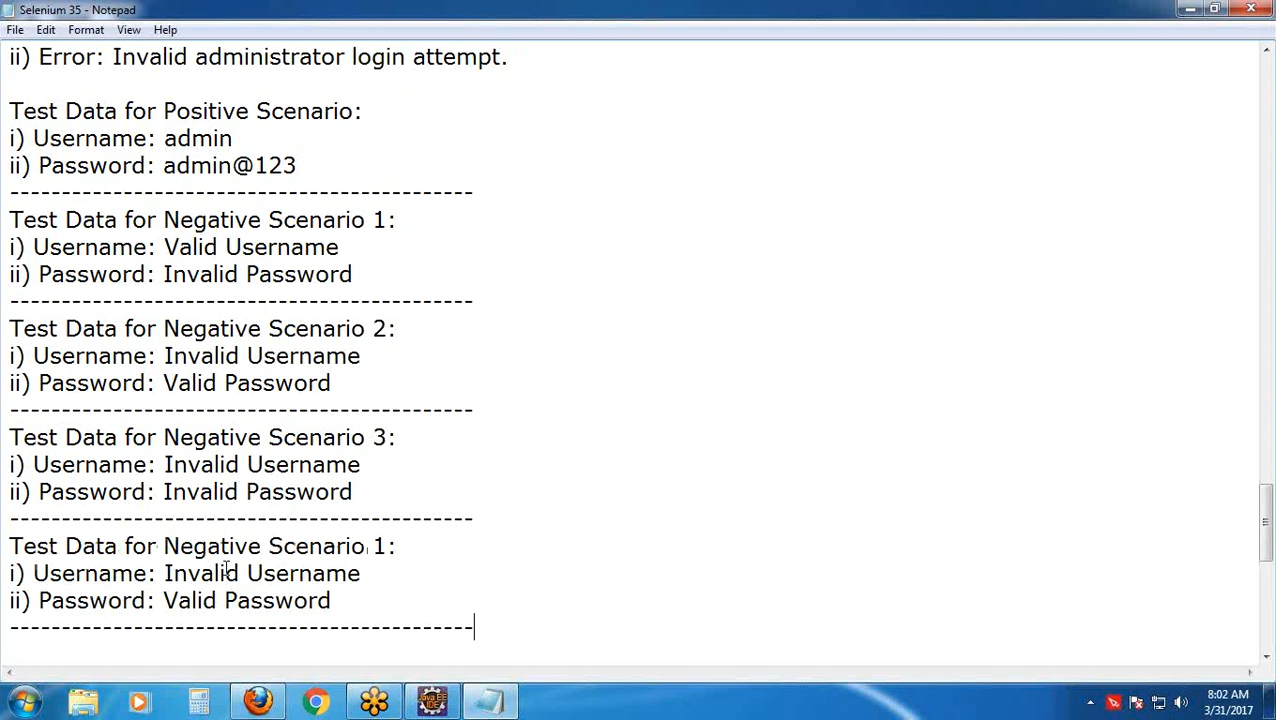 Selenium 35 - Notepad
File Edit Format View Help
ii) Error: Invalid administrator login attempt.
Test Data for Positive Scenario:
i) Username: admin
ii) Password: admin@123
---------------------------------------------
Test Data for Negative Scenario 1:
i) Username: Valid Username
ii) Password: Invalid Password
---------------------------------------------
Test Data for Negative Scenario 2:
i) Username: Invalid Username
ii) Password: Valid Password
---------------------------------------------
Test Data for Negative Scenario 3:
i) Username: Invalid Username
ii) Password: Invalid Password
---------------------------------------------
Test Data for Negative Scenario 1:
i) Username: Invalid Username
ii) Password: Valid Password
---------------------------------------------
Java EE
IDE
8:02 AM
3/31/2017